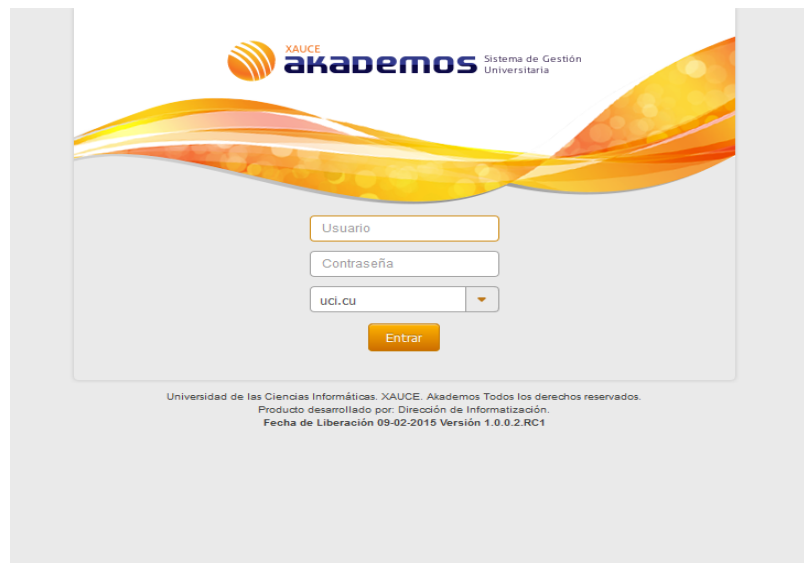 XAUCE
akademos
Sistema de Gestión
Universitaria
Usuario
Contraseña
uci.cu
Entrar
Universidad de las Ciencias Informáticas. XAUCE. Akademos Todos los derechos reservados.
Producto desarrollado por: Dirección de Informatización.
Fecha de Liberación 09-02-2015 Versión 1.0.0.2.RC1